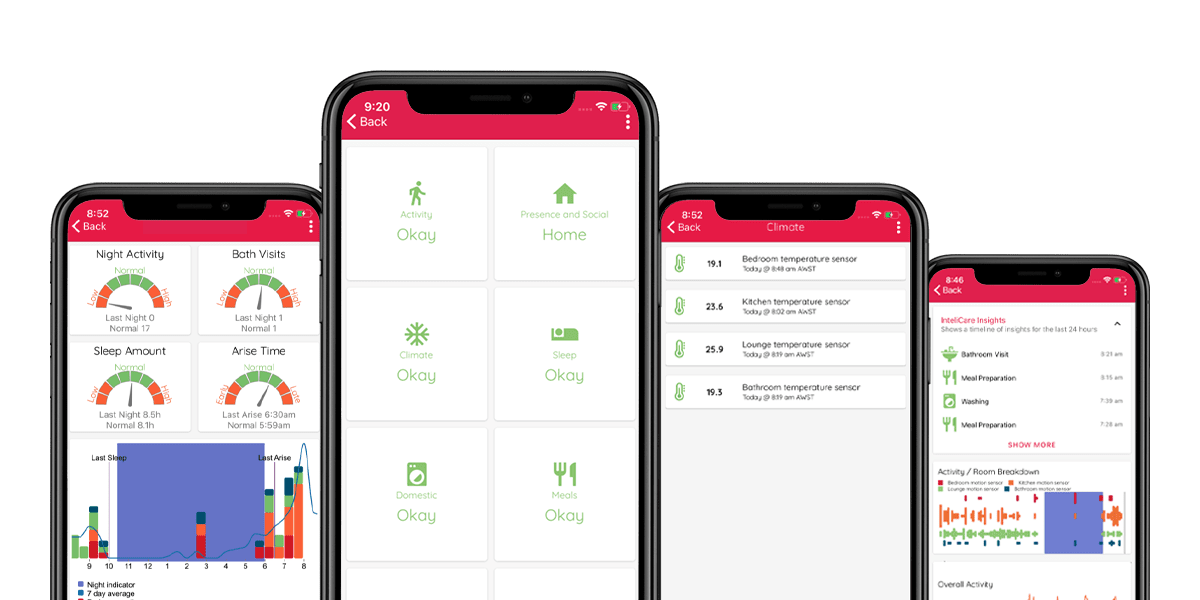 8:52
Back
Night Activity
Normal
Low
High
Last Night 0
Normal 17
Bath Visits
Normal
Low
High
Last Night 1
Normal 1
Sleep Amount
Normal
Low
High
Last Night 8.5h
Normal 8.1h
Arise Time
Normal
Early
Late
Last Arise 6:30am
Normal 5:59am
Last Sleep
Last Arise
9 10 11 12 1 2 3 4 5 6 7 8
Night indicator
7 day average
9:20
Back
Activity
Okay
Presence and Social
Home
Climate
Okay
Sleep
Okay
Domestic
Okay
Meals
Okay
8:52
Back
Climate
19.1
Bedroom temperature sensor
Today @ 8:48 am AWST
23.6
Kitchen temperature sensor
Today @ 8:02 am AWST
25.9
Lounge temperature sensor
Today @ 8:19 am AWST
19.3
Bathroom temperature sensor
Today @ 8:19 am AWST
8:46
Back
InteliCare Insights
Shows a timeline of insights for the last 24 hours
Bathroom Visit 8:21 am
Meal Preparation 8:15 am
Washing 7:39 am
Meal Preparation 7:28 am
SHOW MORE
Activity / Room Breakdown
Bedroom motion sensor Kitchen motion sensor
Lounge motion sensor Bathroom motion sensor
Overall Activity